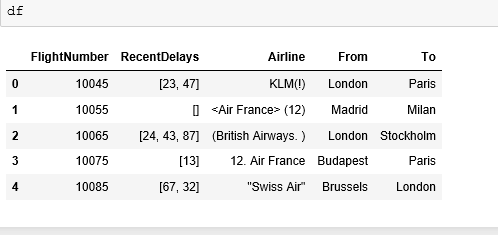 df
FlightNumber RecentDelays Airline From To
0 10045 [23, 47] KLM(!) London Paris
1 10055 [] <Air France> (12) Madrid Milan
2 10065 [24, 43, 87] (British Airways. ) London Stockholm
3 10075 [13] 12. Air France Budapest Paris
4 10085 [67, 32] "Swiss Air" Brussels London